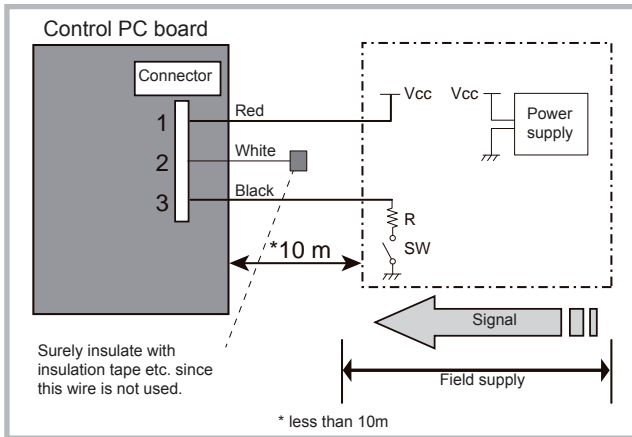 Control PC board
Connector
1
Red
2
White
3
Black
Vcc
Vcc
Power
supply
R
SW
*10 m
Signal
Surely insulate with
insulation tape etc. since
this wire is not used.
Field supply
* less than 10m